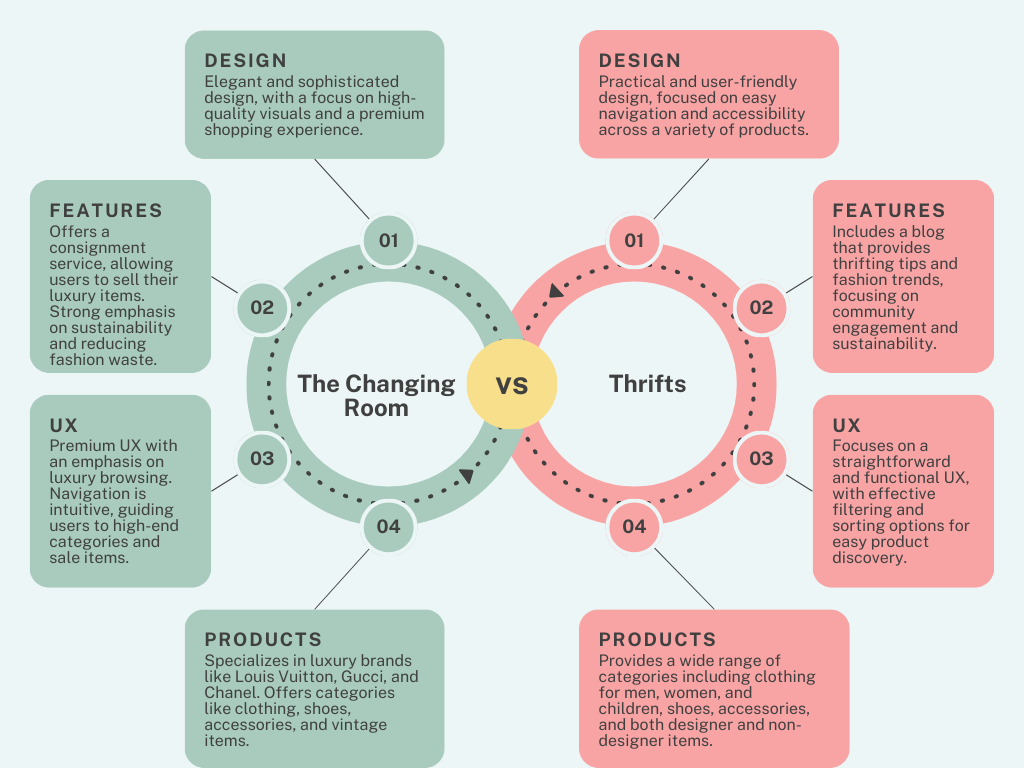 DESIGN
Elegant and sophisticated
design, with a focus on high-
quality visuals and a premium
shopping experience.
DESIGN
Practical and user-friendly
design, focused on easy
navigation and accessibility
across a variety of products.
FEATURES
Offers a
consignment
service, allowing
users to sell their
luxury items.
Strong emphasis
on sustainability
and reducing
fashion waste.
01
02
01
02
FEATURES
Includes a blog
that provides
thrifting tips and
fashion trends,
focusing on
community
engagement and
sustainability.
The Changing
Room
VS
Thrifts
UX
Premium UX with
an emphasis on
luxury browsing.
Navigation is
intuitive, guiding
users to high-end
categories and
sale items.
03
04
03
04
UX
Focuses on a
straightforward
and functional UX,
with effective
filtering and
sorting options for
easy product
discovery.
PRODUCTS
Specializes in luxury brands
like Louis Vuitton, Gucci, and
Chanel. Offers categories
like clothing, shoes,
accessories, and vintage
items.
PRODUCTS
Provides a wide range of
categories including clothing
for men, women, and
children, shoes, accessories,
and both designer and non-
designer items.